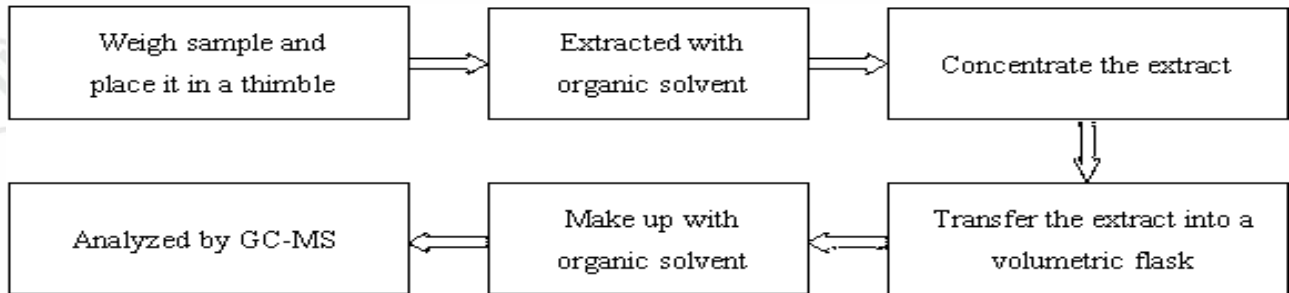 Weigh sample and
place it in a thimble
Extracted with
organic solvent
Concentrate the extract
Transfer the extract into a
volumetric flask
Make up with
organic solvent
Analyzed by GC-MS